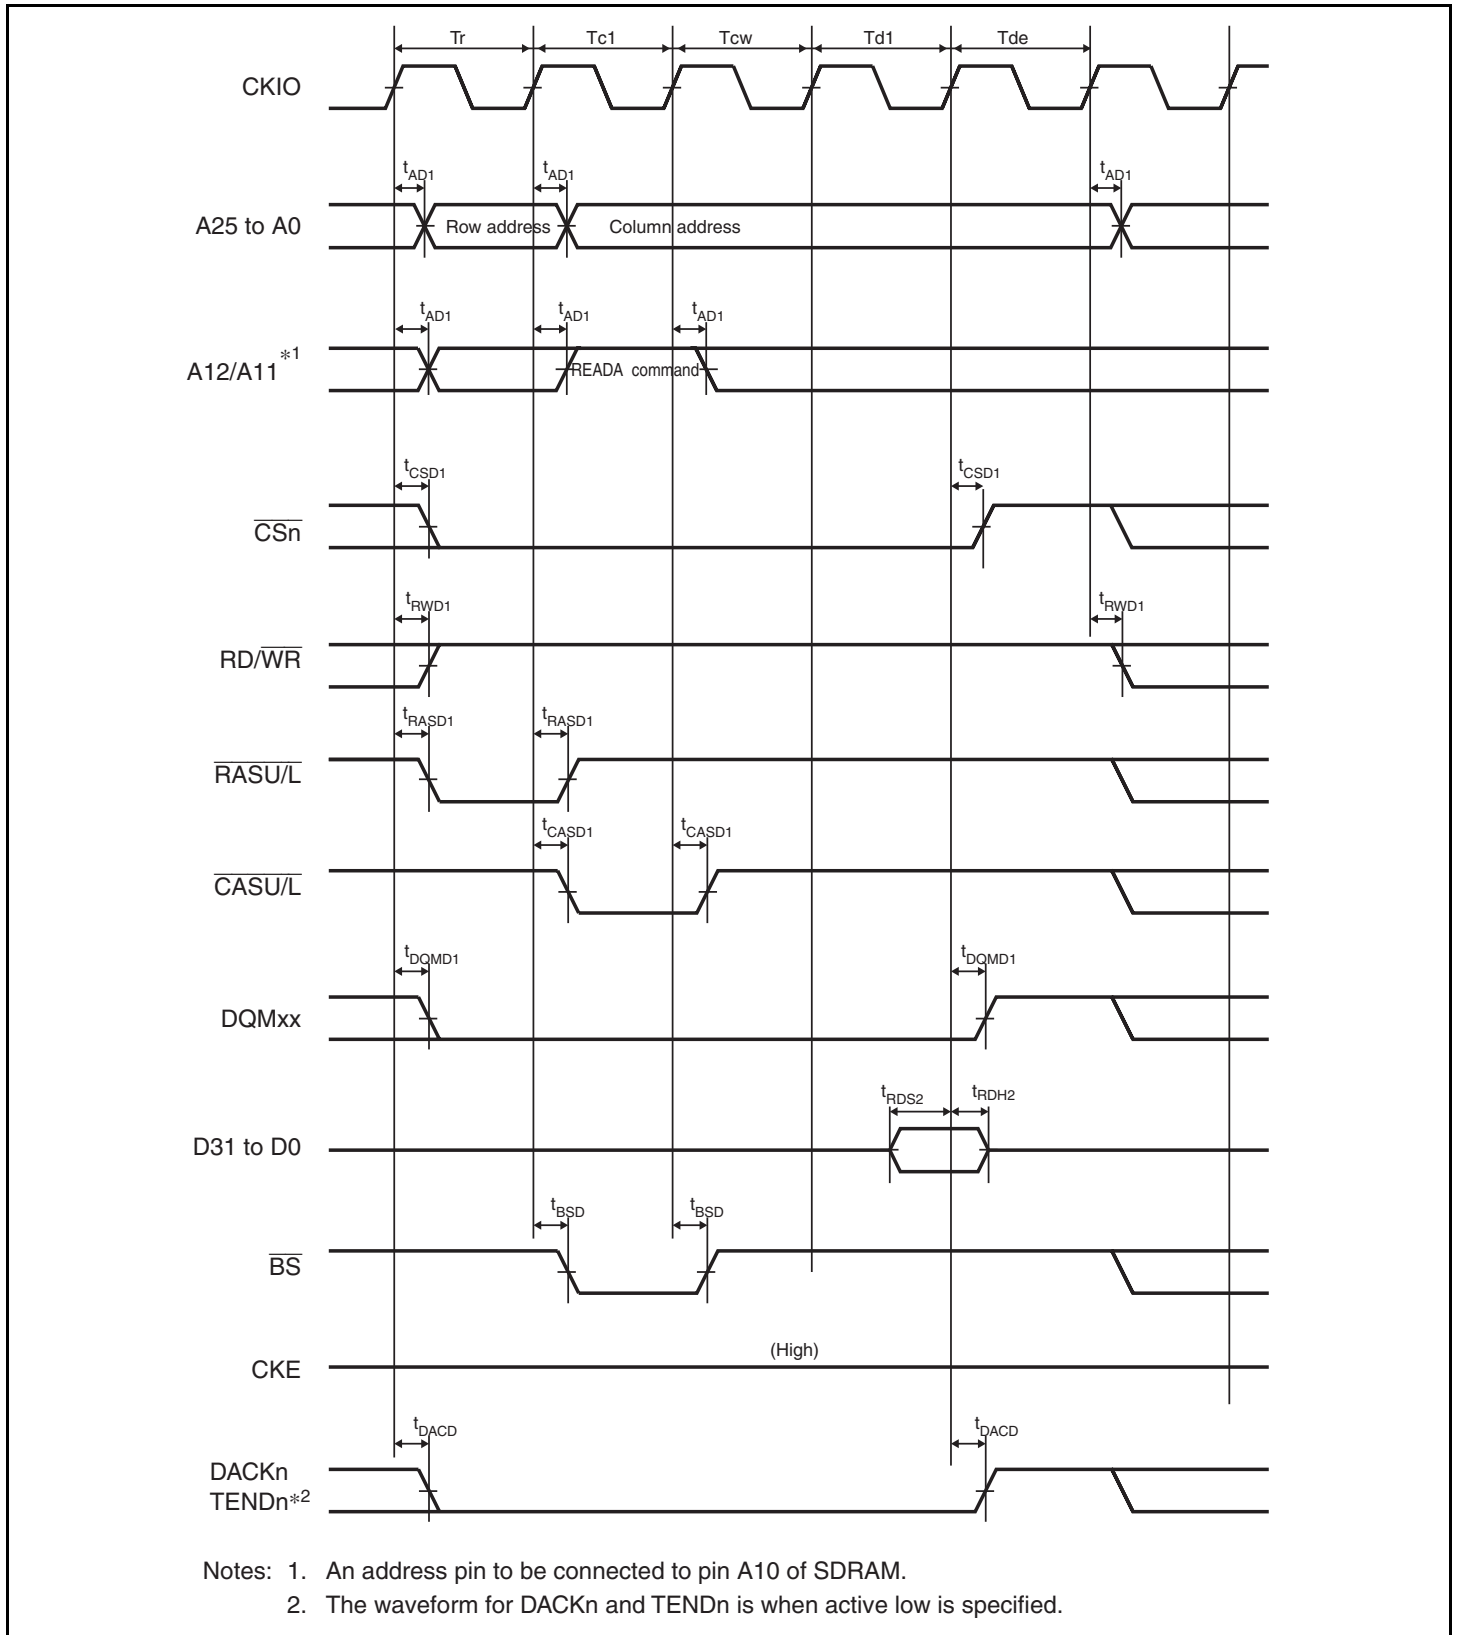 Tr Tc1 Tcw Td1 Tde
CKIO
tAD1 tAD1 tAD1
A25 to A0 Row address Column address
tAD1 tAD1 tAD1
A12/A11*1 READA command
tCSD1 tCSD1
CSn
tRWD1 tRWD1
RD/WR
tRASD1 tRASD1
RASU/L
tCASD1 tCASD1
CASU/L
tDQMD1 tDQMD1
DQMxx
tRDS2 tRDH2
D31 to D0
tBSD tBSD
BS
(High)
CKE
tDACD tDACD
DACKn
TENDn*2
Notes: 1. An address pin to be connected to pin A10 of SDRAM.
2. The waveform for DACKn and TENDn is when active low is specified.